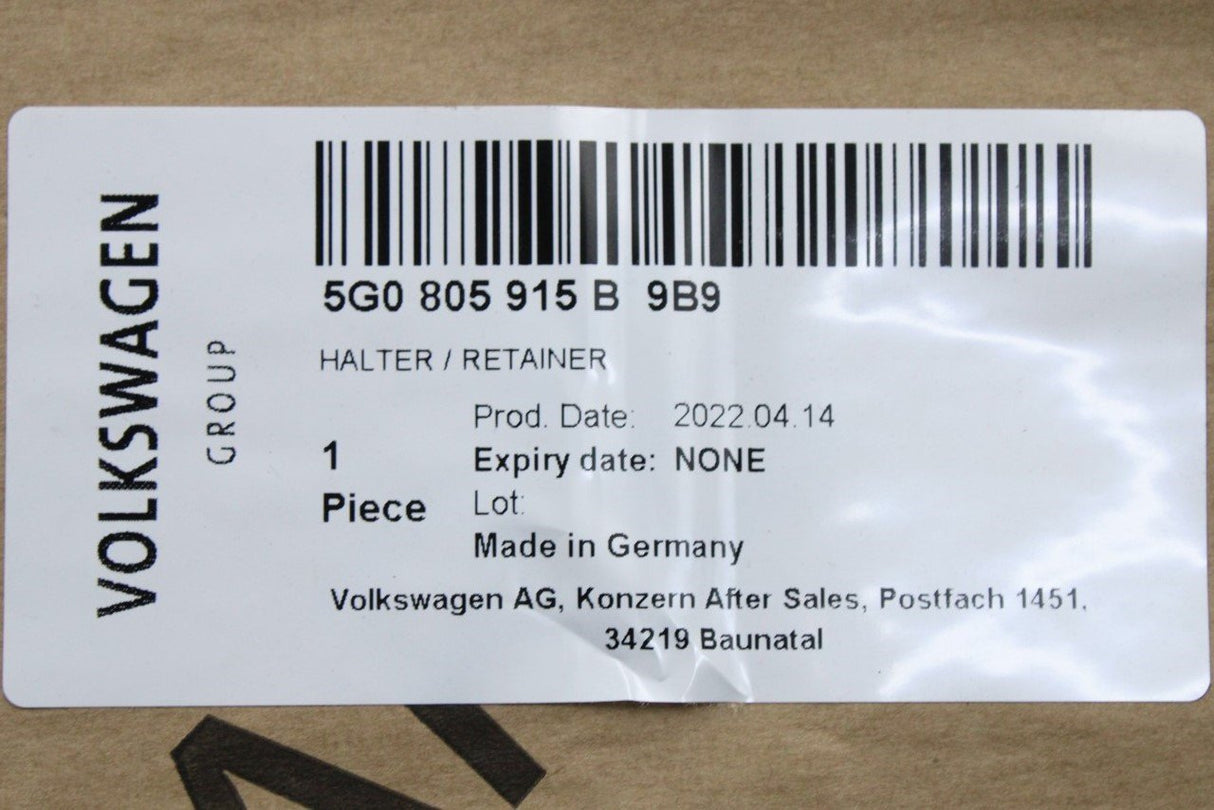 VOLKSWAGEN
GROUP
5G0 805 915 B 9B9
HALTER / RETAINER
Prod. Date: 2022.04.14
1
Expiry date: NONE
Piece
Lot:
Made in Germany
Volkswagen AG, Konzern After Sales, Postfach 1451,
34219 Baunatal